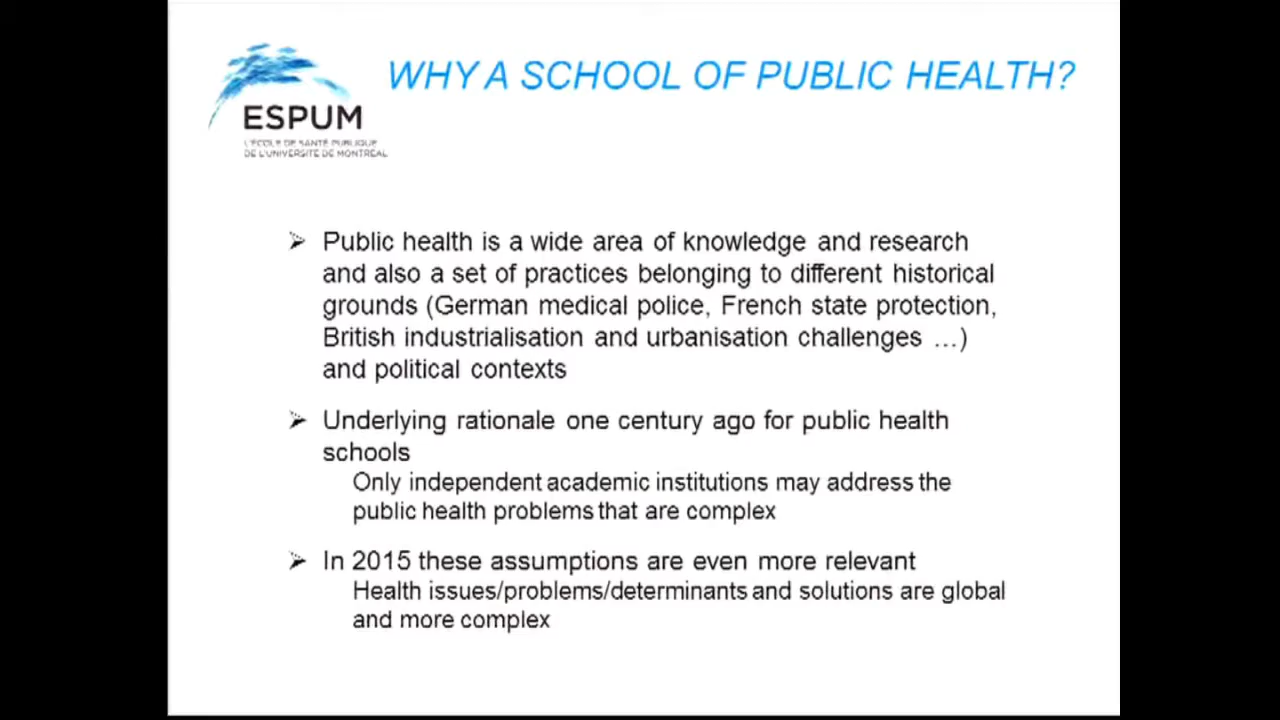 WHY A SCHOOL OF PUBLIC HEALTH?
ESPUM
L'ÉCOLE DE SANTÉ PUBLIQUE
DE L'UNIVERSITÉ DE MONTRÉAL
Public health is a wide area of knowledge and research
and also a set of practices belonging to different historical
grounds (German medical police, French state protection,
British industrialisation and urbanisation challenges …)
and political contexts
Underlying rationale one century ago for public health
schools
Only independent academic institutions may address the
public health problems that are complex
In 2015 these assumptions are even more relevant
Health issues/problems/determinants and solutions are global
and more complex